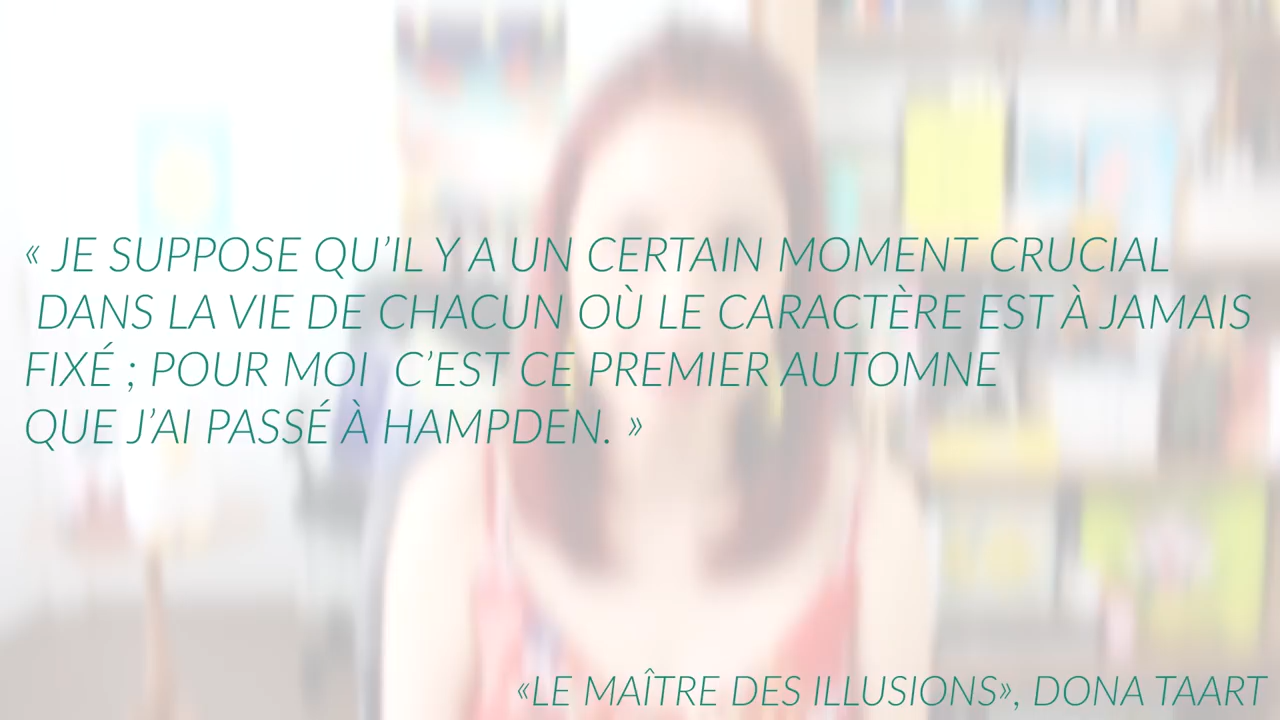 « JE SUPPOSE QU’IL Y A UN CERTAIN MOMENT CRUCIAL
DANS LA VIE DE CHACUN OÙ LE CARACTÈRE EST À JAMAIS
FIXÉ ; POUR MOI C’EST CE PREMIER AUTOMNE
QUE J’AI PASSÉ À HAMPDEN. »
«LE MAÎTRE DES ILLUSIONS», DONA TAART